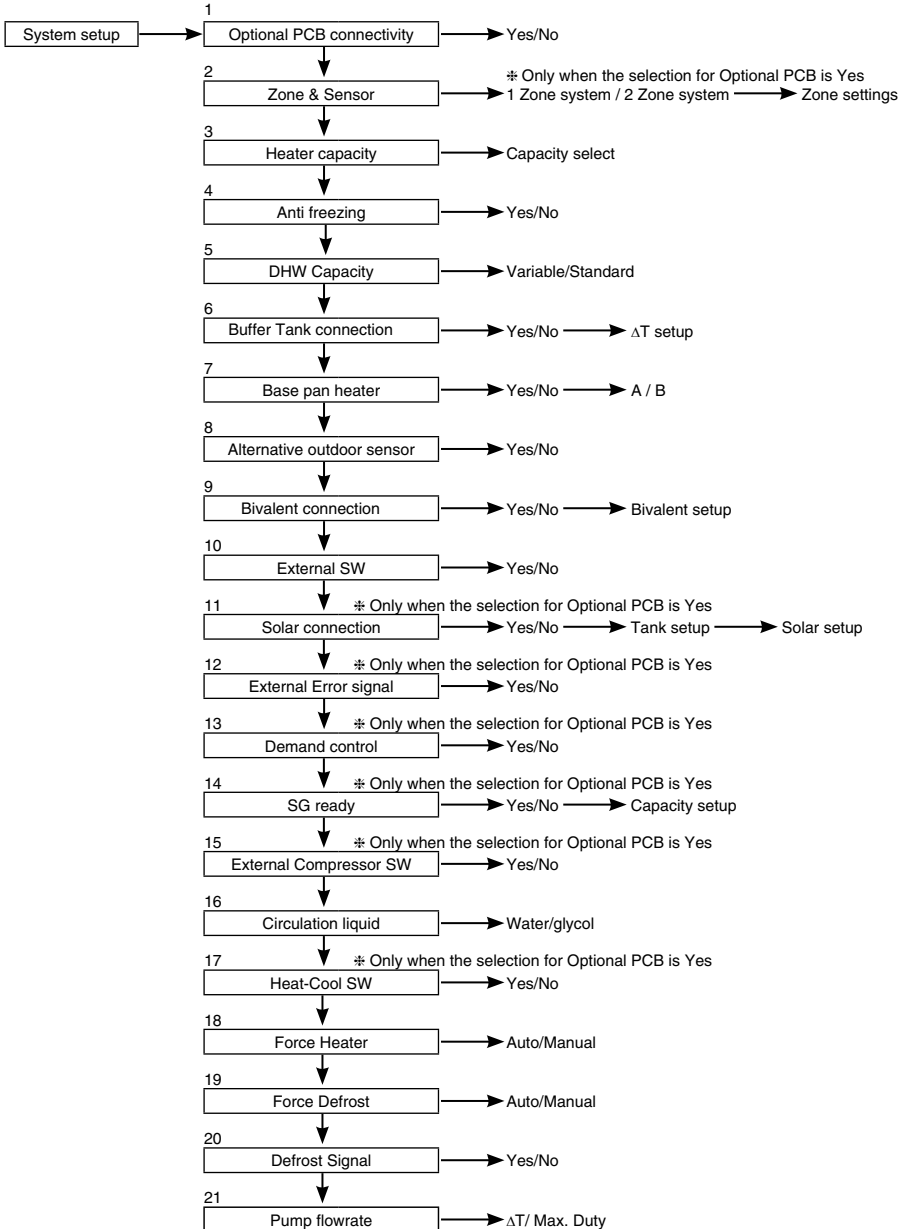 1
System setup Optional PCB connectivity Yes/No
2 ⁜ Only when the selection for Optional PCB is Yes
Zone & Sensor 1 Zone system / 2 Zone system Zone settings
3
Heater capacity Capacity select
4
Anti freezing Yes/No
5
DHW Capacity Variable/Standard
6
Buffer Tank connection Yes/No ΔT setup
7
Base pan heater Yes/No A / B
8
Alternative outdoor sensor Yes/No
9
Bivalent connection Yes/No Bivalent setup
10
External SW Yes/No
11 ⁜ Only when the selection for Optional PCB is Yes
Solar connection Yes/No Tank setup Solar setup
12 ⁜ Only when the selection for Optional PCB is Yes
External Error signal Yes/No
13 ⁜ Only when the selection for Optional PCB is Yes
Demand control Yes/No
14 ⁜ Only when the selection for Optional PCB is Yes
SG ready Yes/No Capacity setup
15 ⁜ Only when the selection for Optional PCB is Yes
External Compressor SW Yes/No
16
Circulation liquid Water/glycol
17 ⁜ Only when the selection for Optional PCB is Yes
Heat-Cool SW Yes/No
18
Force Heater Auto/Manual
19
Force Defrost Auto/Manual
20
Defrost Signal Yes/No
21
Pump flowrate ΔT/ Max. Duty